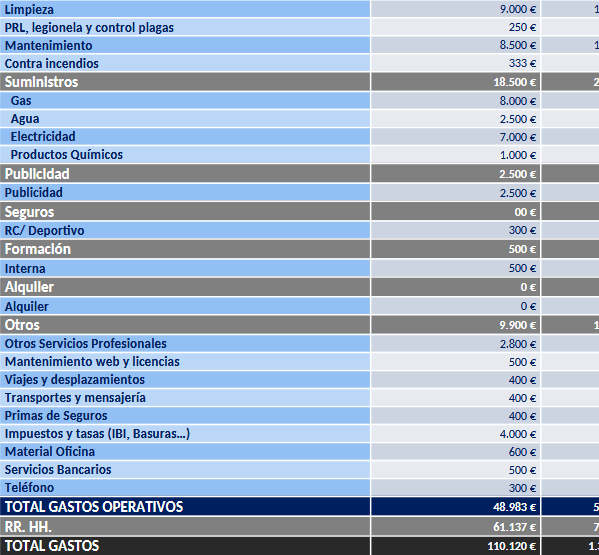 Limpieza 9.000 € 1
PRL, legionela y control plagas 250 €
Mantenimiento 8.500 € 1
Contra incendios 333 €
Suministros 18.500 € 2
Gas 8.000 €
Agua 2.500 €
Electricidad 7.000 €
Productos Químicos 1.000 €
Publicidad 2.500 €
Publicidad 2.500 €
Seguros 00 €
RC/ Deportivo 300 €
Formación 500 €
Interna 500 €
Alquiler 0 €
Alquiler 0 €
Otros 9.900 € 1
Otros Servicios Profesionales 2.800 €
Mantenimiento web y licencias 500 €
Viajes y desplazamientos 400 €
Transportes y mensajería 400 €
Primas de Seguros 400 €
Impuestos y tasas (IBI, Basuras...) 4.000 €
Material Oficina 600 €
Servicios Bancarios 500 €
Teléfono 300 €
TOTAL GASTOS OPERATIVOS 48.983 € 5
RR. HH. 61.137 € 7
TOTAL GASTOS 110.120 € 1.